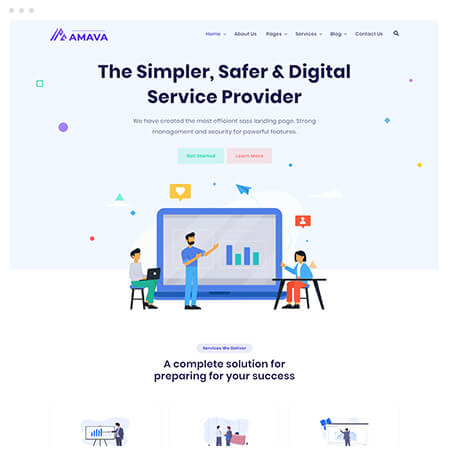 AMAVA
Home About Us Pages Services Blog Contact Us
The Simpler, Safer & Digital
Service Provider
We have created the most efficient sass landing page. Strong
management and security for powerful features.
Get Started Learn More
Services We Deliver
A complete solution for
preparing for your success